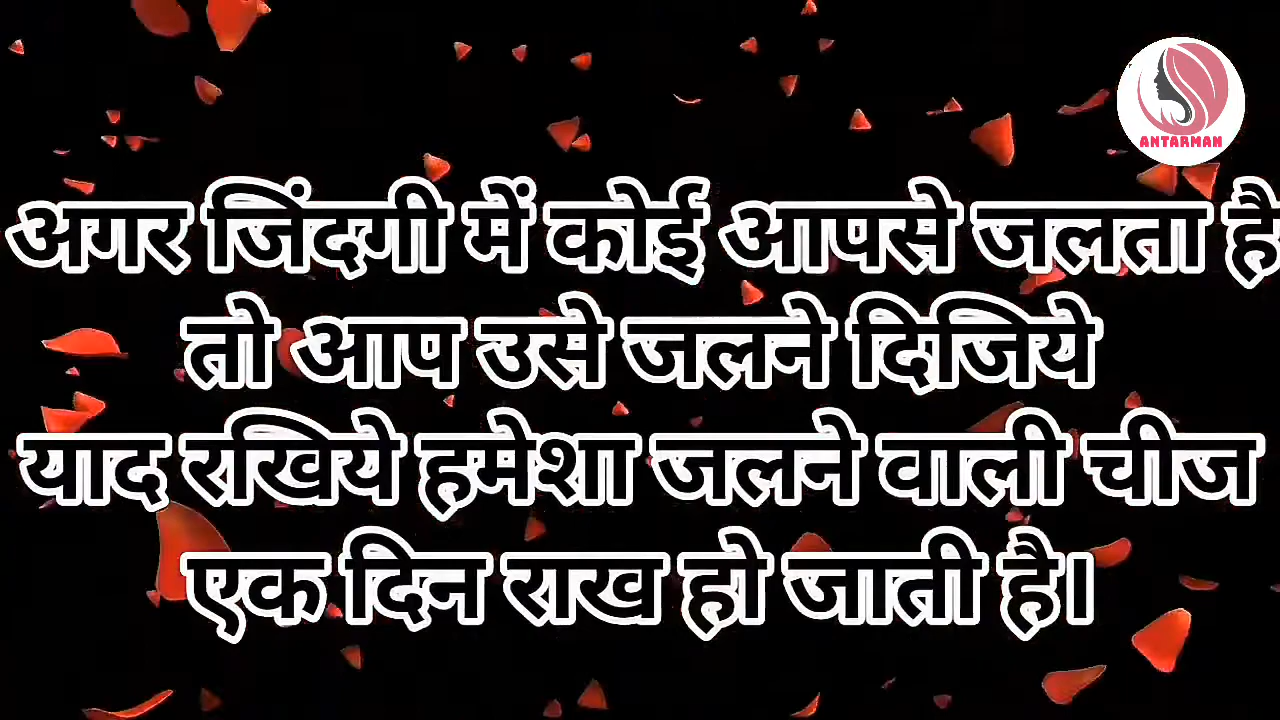 ANTARMAN
अगर जिंदगी में कोई आपसे जलता है
तो आप उसे जलने दिजिये
याद रखिये हमेशा जलने वाली चीज
एक दिन राख हो जाती है।